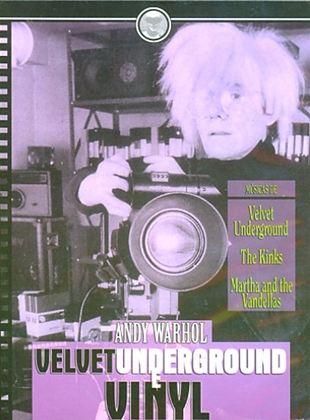 MUSICAS DE
Velvet
Underground
The Kinks
Martha and the
Vandellas
ANDY WARHOL
VELVET UNDERGROUND
E
VINYL